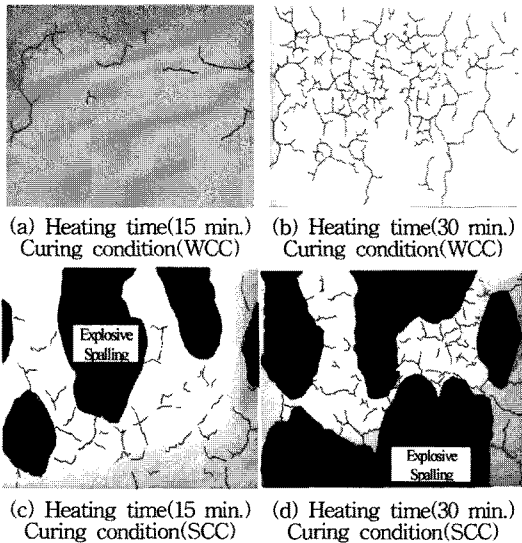 (a) Heating time(15 min.)
Curing condition(WCC)
(b) Heating time(30 min.)
Curing condition(WCC)
Explosive
Spalling
Explosive
Spalling
(c) Heating time(15 min.)
Curing condition(SCC)
(d) Heating time(30 min.)
Curing condition(SCC)